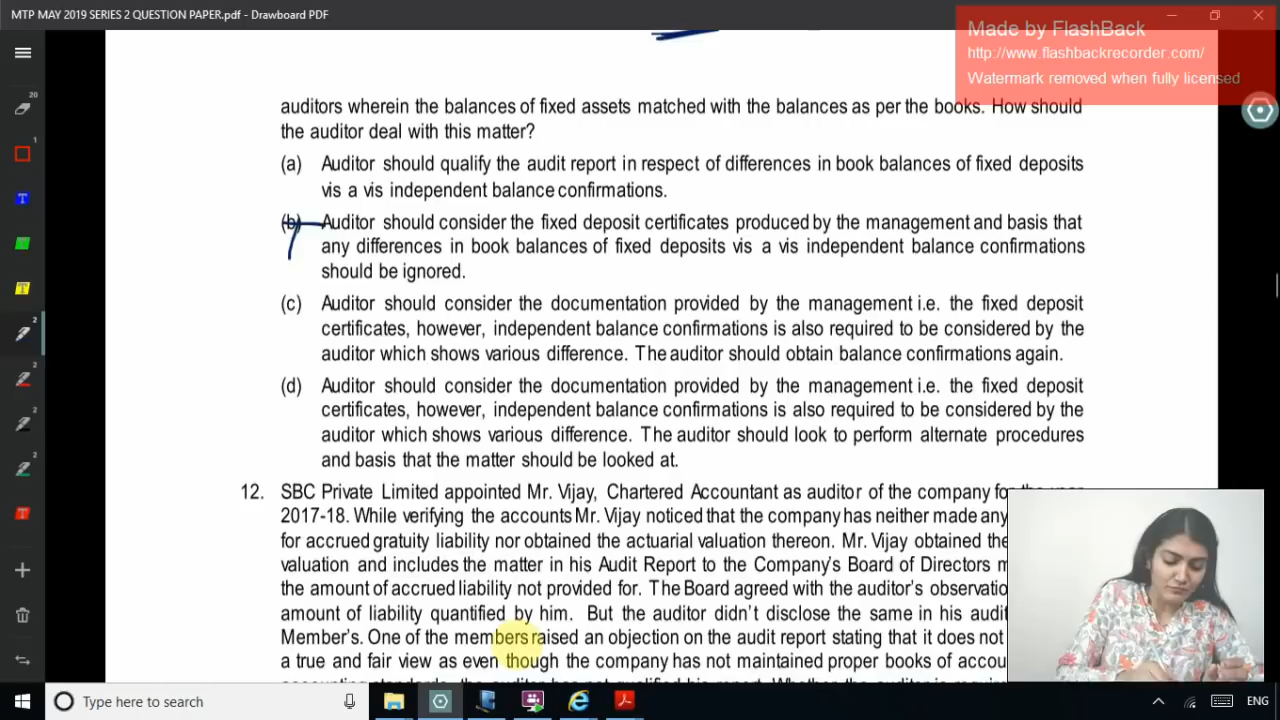 MTP MAY 2019 SERIES 2 QUESTION PAPER.pdf - Drawboard PDF
Made by FlashBack
http://www.flashbackrecorder.com/
Watermark removed when fully licensed
auditors wherein the balances of fixed assets matched with the balances as per the books. How should
the auditor deal with this matter?
(a) Auditor should qualify the audit report in respect of differences in book balances of fixed deposits
vis a vis independent balance confirmations.
(b) Auditor should consider the fixed deposit certificates produced by the management and basis that
any differences in book balances of fixed deposits vis a vis independent balance confirmations
should be ignored.
(c) Auditor should consider the documentation provided by the management i.e. the fixed deposit
certificates, however, independent balance confirmations is also required to be considered by the
auditor which shows various difference. The auditor should obtain balance confirmations again.
(d) Auditor should consider the documentation provided by the management i.e. the fixed deposit
certificates, however, independent balance confirmations is also required to be considered by the
auditor which shows various difference. The auditor should look to perform alternate procedures
and basis that the matter should be looked at.
12. SBC Private Limited appointed Mr. Vijay, Chartered Accountant as auditor of the company for the year
2017-18. While verifying the accounts Mr. Vijay noticed that the company has neither made any
for accrued gratuity liability nor obtained the actuarial valuation thereon. Mr. Vijay obtained the
valuation and includes the matter in his Audit Report to the Company's Board of Directors
the amount of accrued liability not provided for. The Board agreed with the auditor's
amount of liability quantified by him. But the auditor didn't disclose the same in his audit
Member's. One of the members raised an objection on the audit report stating that it does not
a true and fair view as even though the company has not maintained proper books of
Type here to search
ENG